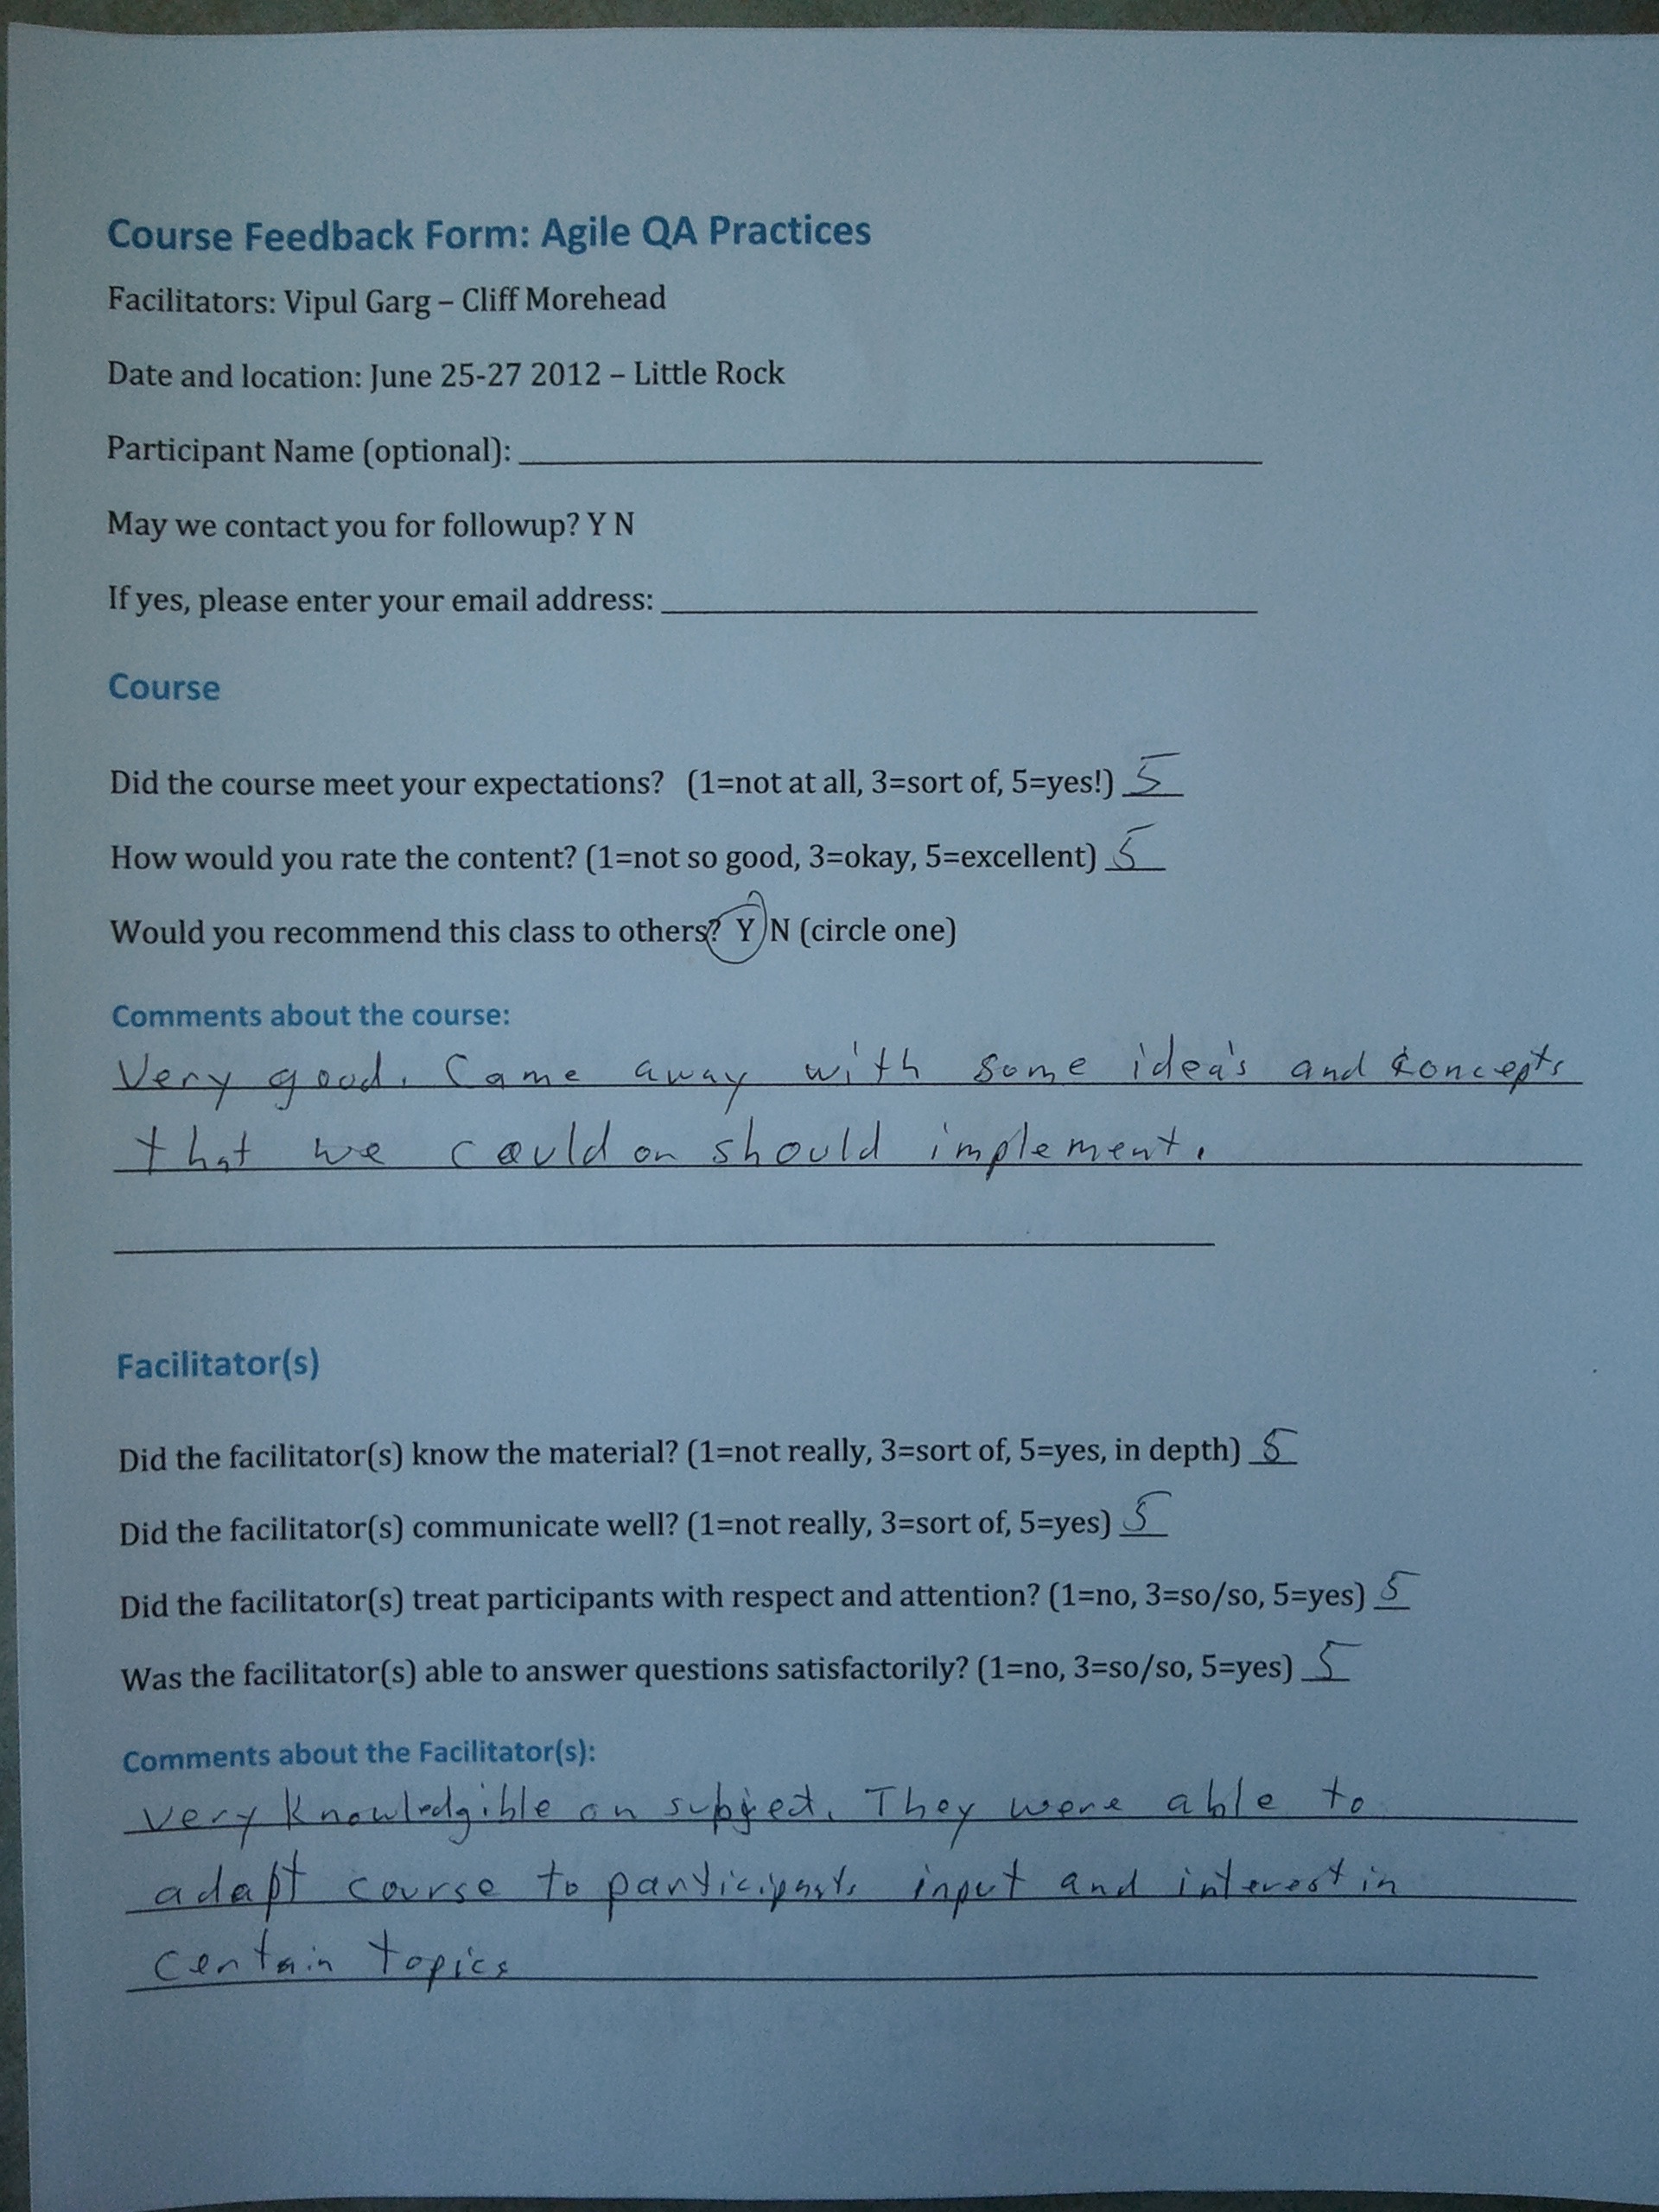 Course Feedback Form: Agile QA Practices
Facilitators: Vipul Garg – Cliff Morehead
Date and location: June 25-27 2012 – Little Rock
Participant Name (optional):
May we contact you for followup? Y N
If yes, please enter your email address:
Course
Did the course meet your expectations? (1=not at all, 3=sort of, 5=yes!) 5
How would you rate the content? (1=not so good, 3=okay, 5=excellent) 5
Would you recommend this class to others? Y N (circle one)
Comments about the course:
Very good. Came away with some idea's and concepts
that we could or should implement.
Facilitator(s)
Did the facilitator(s) know the material? (1=not really, 3=sort of, 5=yes, in depth) 5
Did the facilitator(s) communicate well? (1=not really, 3=sort of, 5=yes) 5
Did the facilitator(s) treat participants with respect and attention? (1=no, 3=so/so, 5=yes) 5
Was the facilitator(s) able to answer questions satisfactorily? (1=no, 3=so/so, 5=yes) 5
Comments about the Facilitator(s):
very knowledgible on subject. They were able to
adapt course to participants input and interest in
certain topics